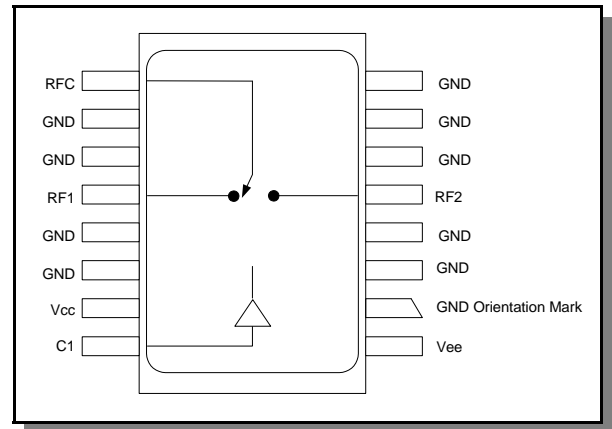 RFC GND
GND GND
GND GND
RF1 RF2
GND GND
GND GND
Vcc GND Orientation Mark
C1 Vee